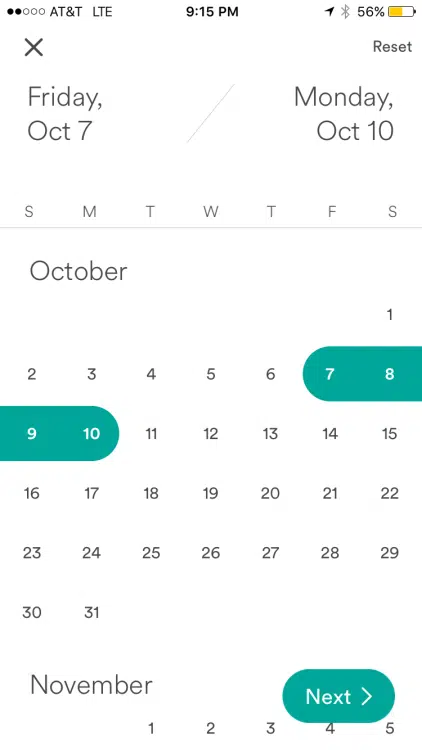 AT&T LTE 9:15 PM 56%
Reset
Friday, Monday,
Oct 7 Oct 10
S M T W T F S
October
1
2 3 4 5 6 7 8
9 10 11 12 13 14 15
16 17 18 19 20 21 22
23 24 25 26 27 28 29
30 31
November
Next
1 2 3 4 5